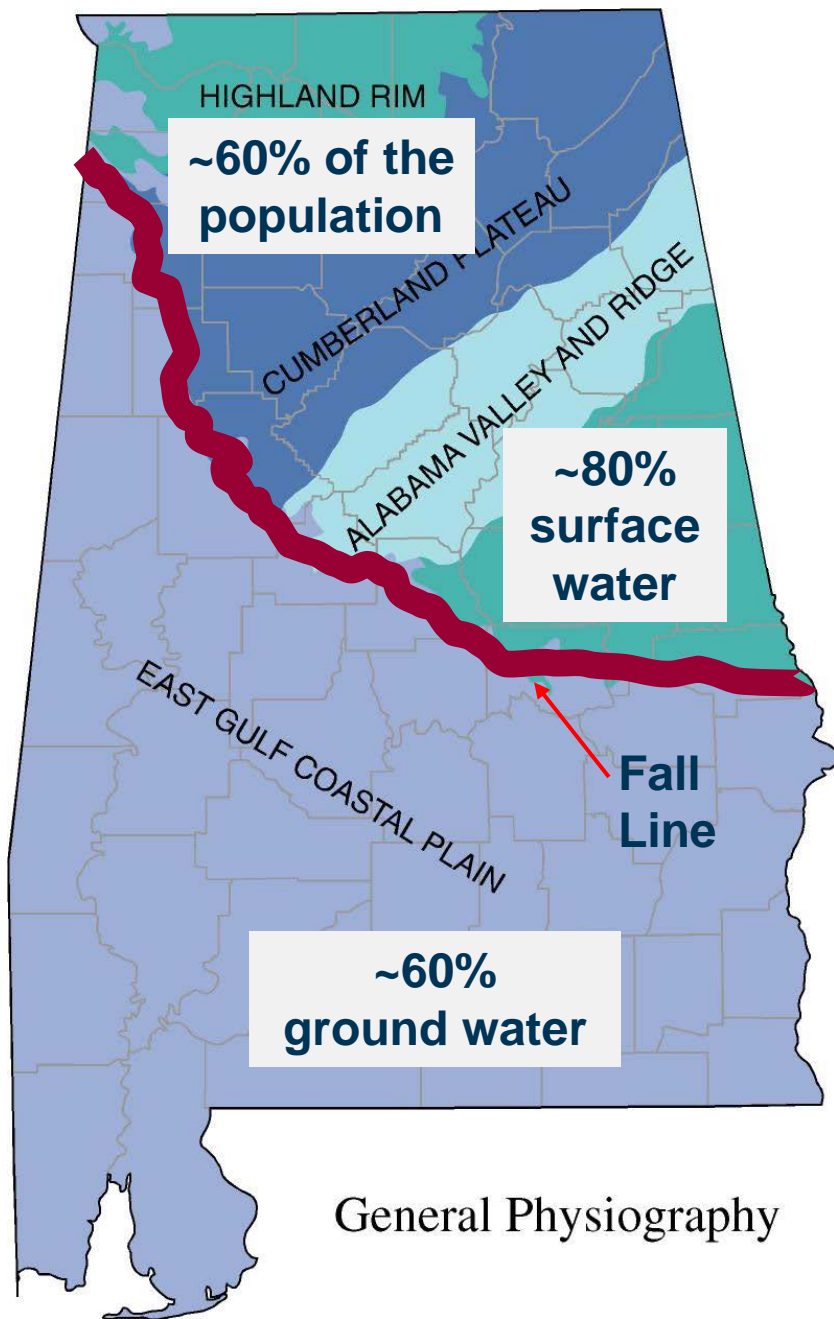 HIGHLAND RIM
~60% of the
population
CUMBERLAND PLATEAU
ALABAMA VALLEY AND RIDGE
~80%
surface
water
EAST GULF COASTAL PLAIN
Fall
Line
~60%
ground water
General Physiography